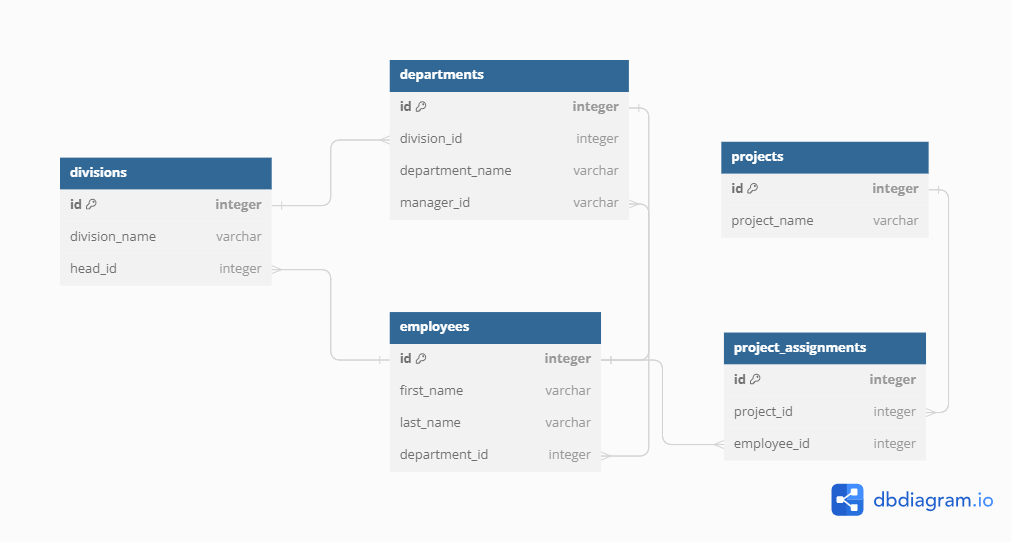 divisions
id integer
division_name varchar
head_id integer
departments
id integer
division_id integer
department_name varchar
manager_id varchar
employees
id integer
first_name varchar
last_name varchar
department_id integer
projects
id integer
project_name varchar
project_assignments
id integer
project_id integer
employee_id integer
dbdiagram.io